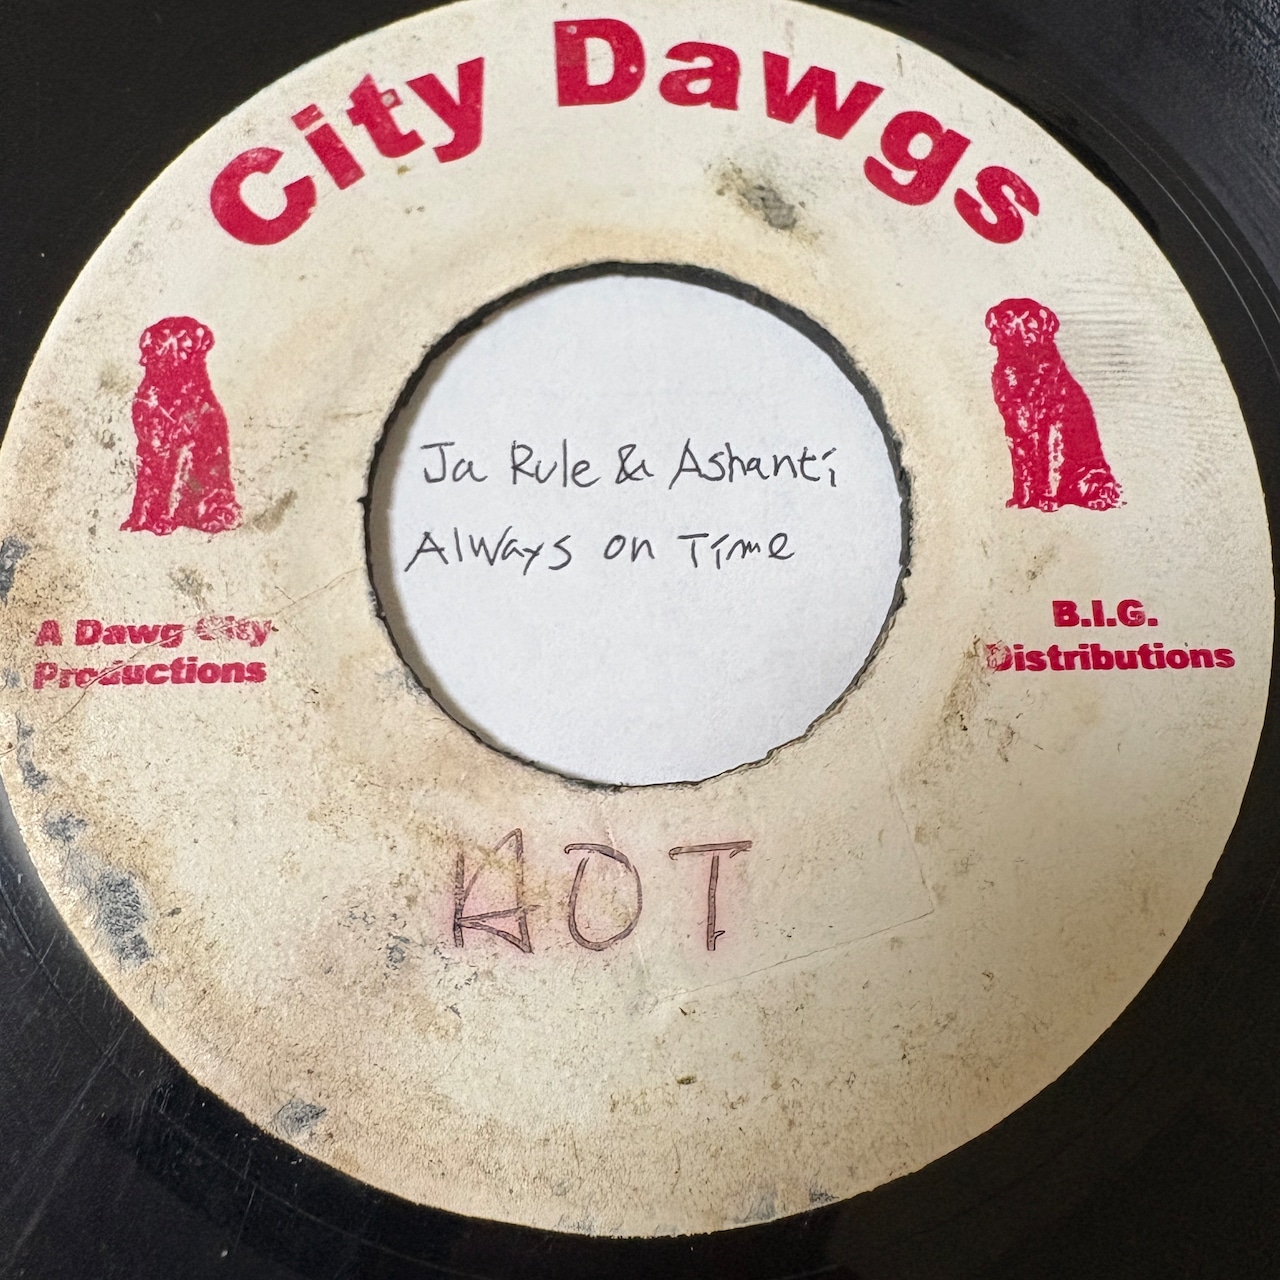 City Dawgs
Ja Rule & Ashanti
Always on Time
A Dawg City
Productions
B.I.G.
Distributions
HOT